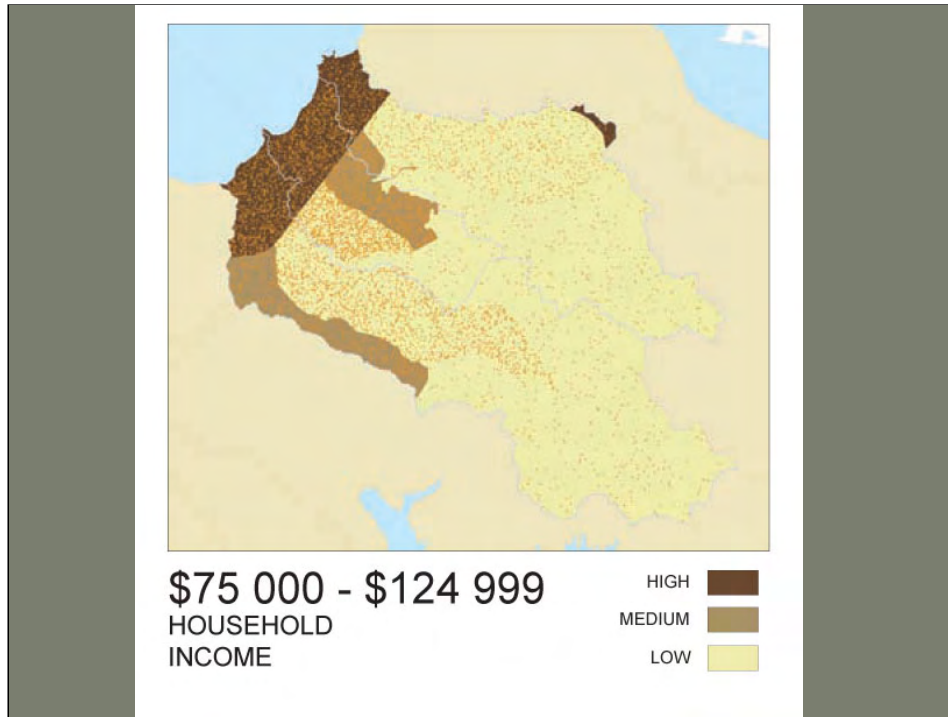 $75 000 - $124 999
HOUSEHOLD
INCOME
HIGH
MEDIUM
LOW